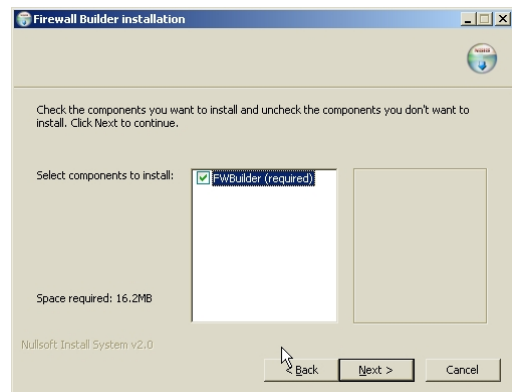 Firewall Builder installation
Check the components you want to install and uncheck the components you don't want to
install. Click Next to continue.
Select components to install:
FWBuilder (required)
Space required: 16.2MB
Nullsoft Install System v2.0
< Back
Next >
Cancel